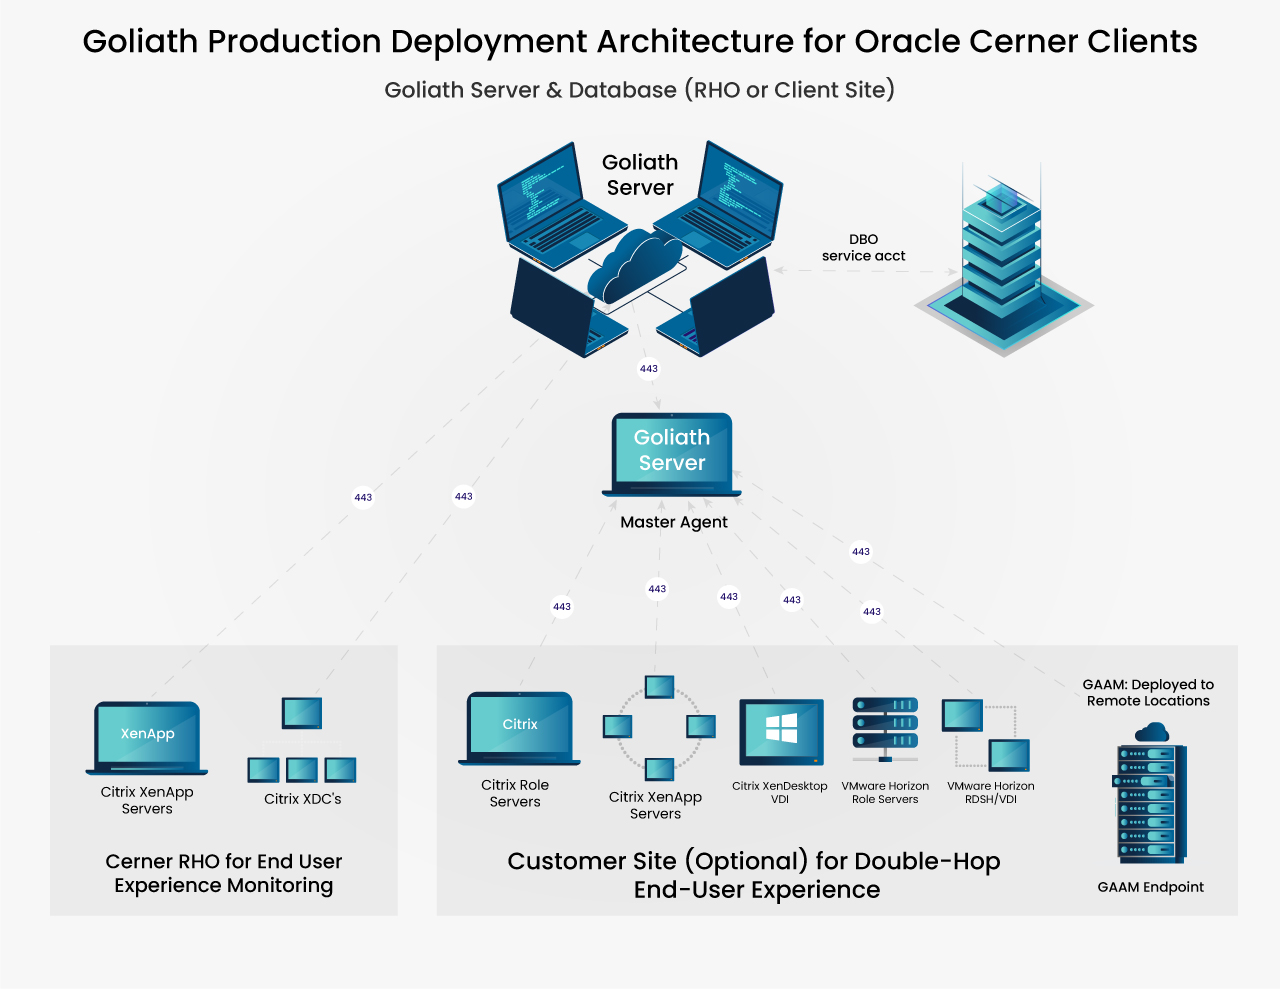 Goliath Production Deployment Architecture for Oracle Cerner Clients
Goliath Server & Database (RHO or Client Site)
Goliath
Server
DBO
service acct
443
Goliath
Server
Master Agent
443
443
443
443
443
443
443
443
XenApp
Citrix XenApp
Servers
Citrix XDC's
Cerner RHO for End User
Experience Monitoring
Citrix
Citrix Role
Servers
Citrix XenApp
Servers
Citrix XenDesktop
VDI
VMware Horizon
Role Servers
VMware Horizon
RDSH/VDI
GAAM: Deployed to
Remote Locations
GAAM Endpoint
Customer Site (Optional) for Double-Hop
End-User Experience